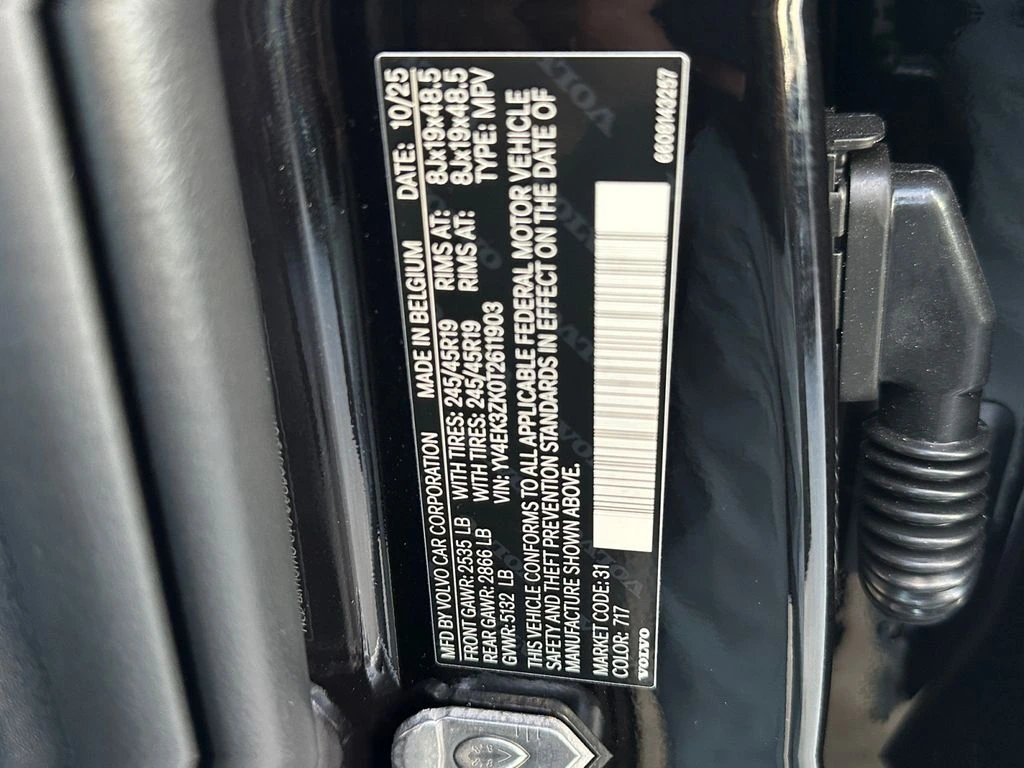 MFD BY VOLVO CAR CORPORATION MADE IN BELGIUM DATE: 10/25
FRONT GAWR: 2535 LB WITH TIRES: 245/45R19 RIMS AT: 8Jx19x48.5
REAR GAWR: 2866 LB WITH TIRES: 245/45R19 RIMS AT: 8Jx19x48.5
GVWR: 5132 LB VIN: YV4EK3ZK0T2611903 TYPE: MPV
THIS VEHICLE CONFORMS TO ALL APPLICABLE FEDERAL MOTOR VEHICLE
SAFETY AND THEFT PREVENTION STANDARDS IN EFFECT ON THE DATE OF
MANUFACTURE SHOWN ABOVE.
MARKET CODE: 31
COLOR: 717
VOLVO